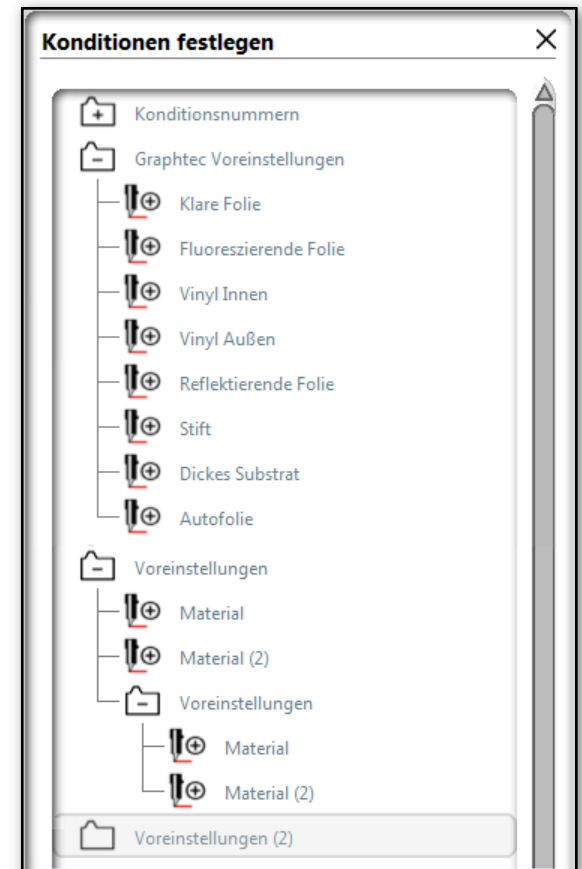 Konditionen festlegen
Konditionsnummern
Graphtec Voreinstellungen
Klare Folie
Fluoreszierende Folie
Vinyl Innen
Vinyl Außen
Reflektierende Folie
Stift
Dickes Substrat
Autofolie
Voreinstellungen
Material
Material (2)
Voreinstellungen
Material
Material (2)
Voreinstellungen (2)